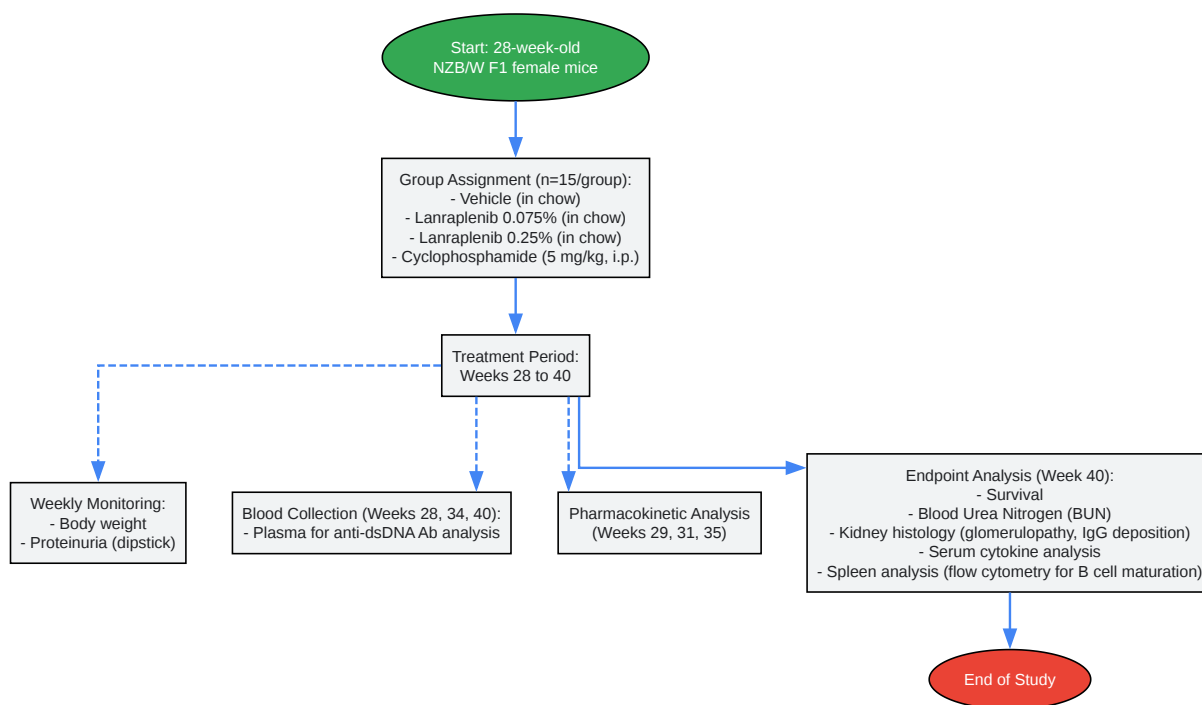 Start: 28-week-old
NZB/W F1 female mice
Group Assignment (n=15/group):
- Vehicle (in chow)
- Lanraplenib 0.075% (in chow)
- Lanraplenib 0.25% (in chow)
- Cyclophosphamide (5 mg/kg, i.p.)
Treatment Period:
Weeks 28 to 40
Weekly Monitoring:
- Body weight
- Proteinuria (dipstick)
Blood Collection (Weeks 28, 34, 40):
- Plasma for anti-dsDNA Ab analysis
Pharmacokinetic Analysis
(Weeks 29, 31, 35)
Endpoint Analysis (Week 40):
- Survival
- Blood Urea Nitrogen (BUN)
- Kidney histology (glomerulopathy, IgG deposition)
- Serum cytokine analysis
- Spleen analysis (flow cytometry for B cell maturation)
End of Study